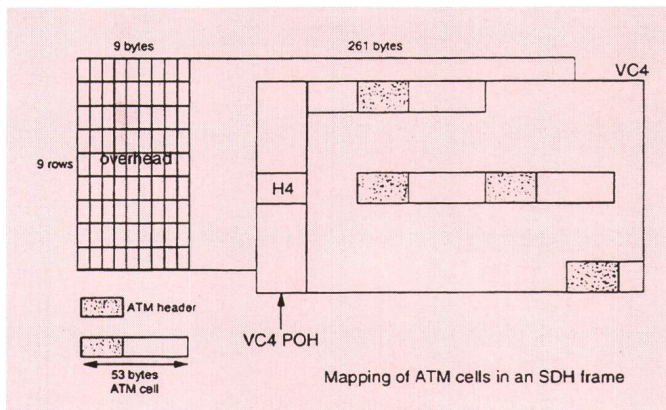 9 bytes
261 bytes
VC4
9 rows
overhead
H4
ATM header
VC4 POH
53 bytes
ATM cell
Mapping of ATM cells in an SDH frame